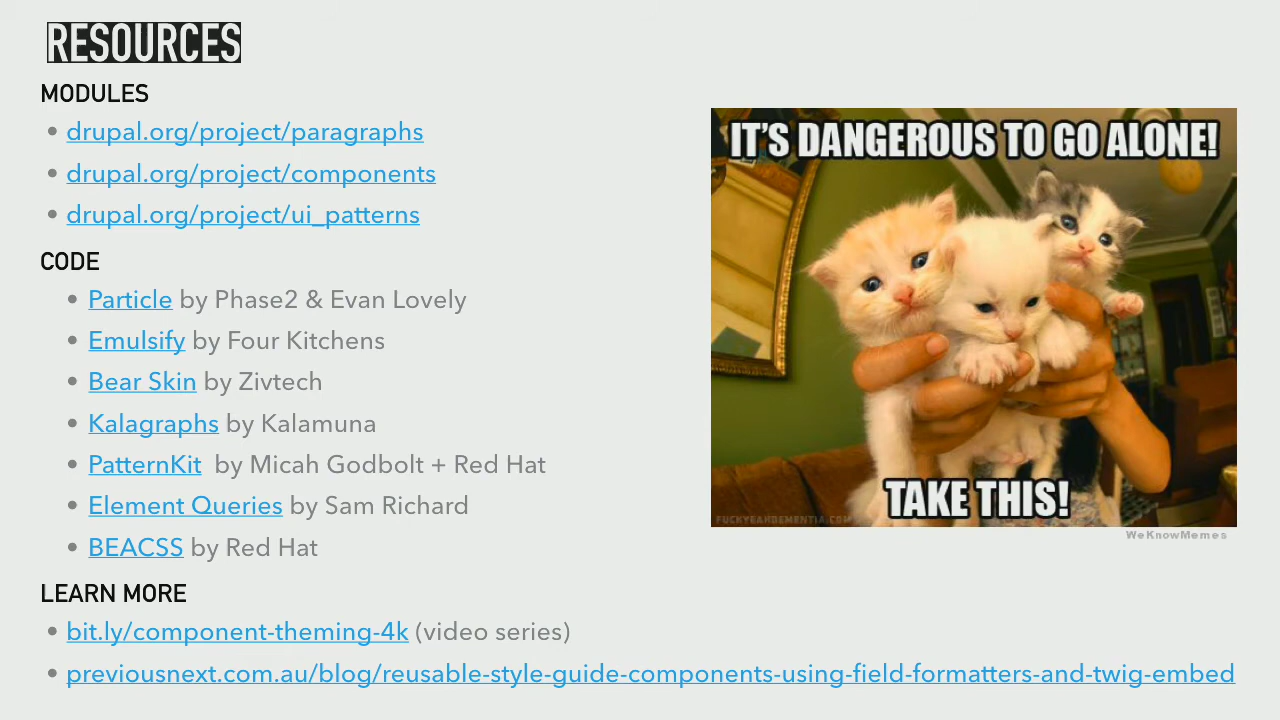 RESOURCES
MODULES
• drupal.org/project/paragraphs
• drupal.org/project/components
• drupal.org/project/ui_patterns
CODE
• Particle by Phase2 & Evan Lovely
• Emulsify by Four Kitchens
• Bear Skin by Zivtech
• Kalagraphs by Kalamuna
• PatternKit by Micah Godbolt + Red Hat
• Element Queries by Sam Richard
• BEACSS by Red Hat
LEARN MORE
• bit.ly/component-theming-4k (video series)
• previousnext.com.au/blog/reusable-style-guide-components-using-field-formatters-and-twig-embed
IT'S DANGEROUS TO GO ALONE!
TAKE THIS!
FUCKYEAHDEMENTIA.COM
WeKnowMemes